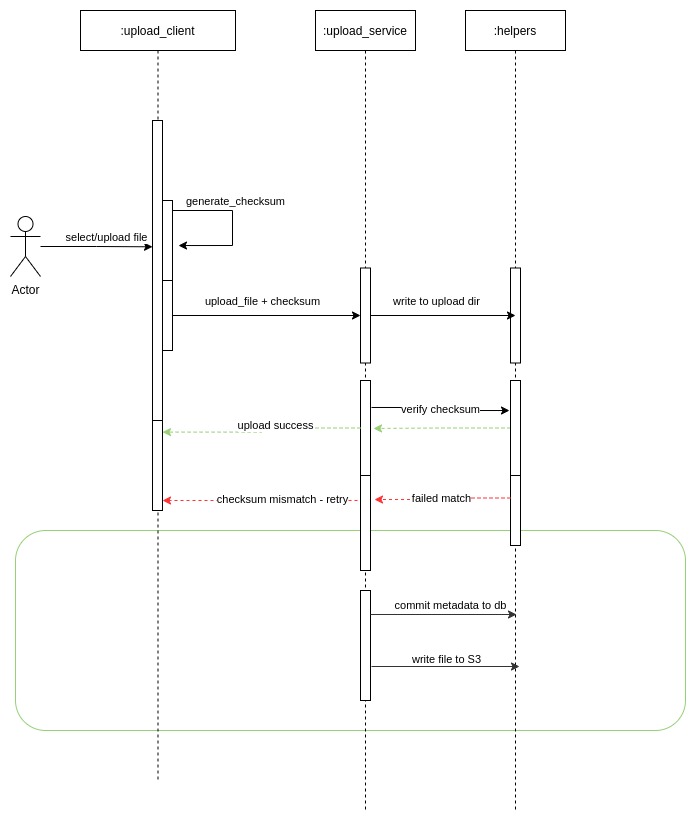 :upload_client
:upload_service
:helpers
generate_checksum
select/upload file
Actor
upload_file + checksum
write to upload dir
verify checksum
upload success
checksum mismatch - retry
failed match
commit metadata to db
write file to S3